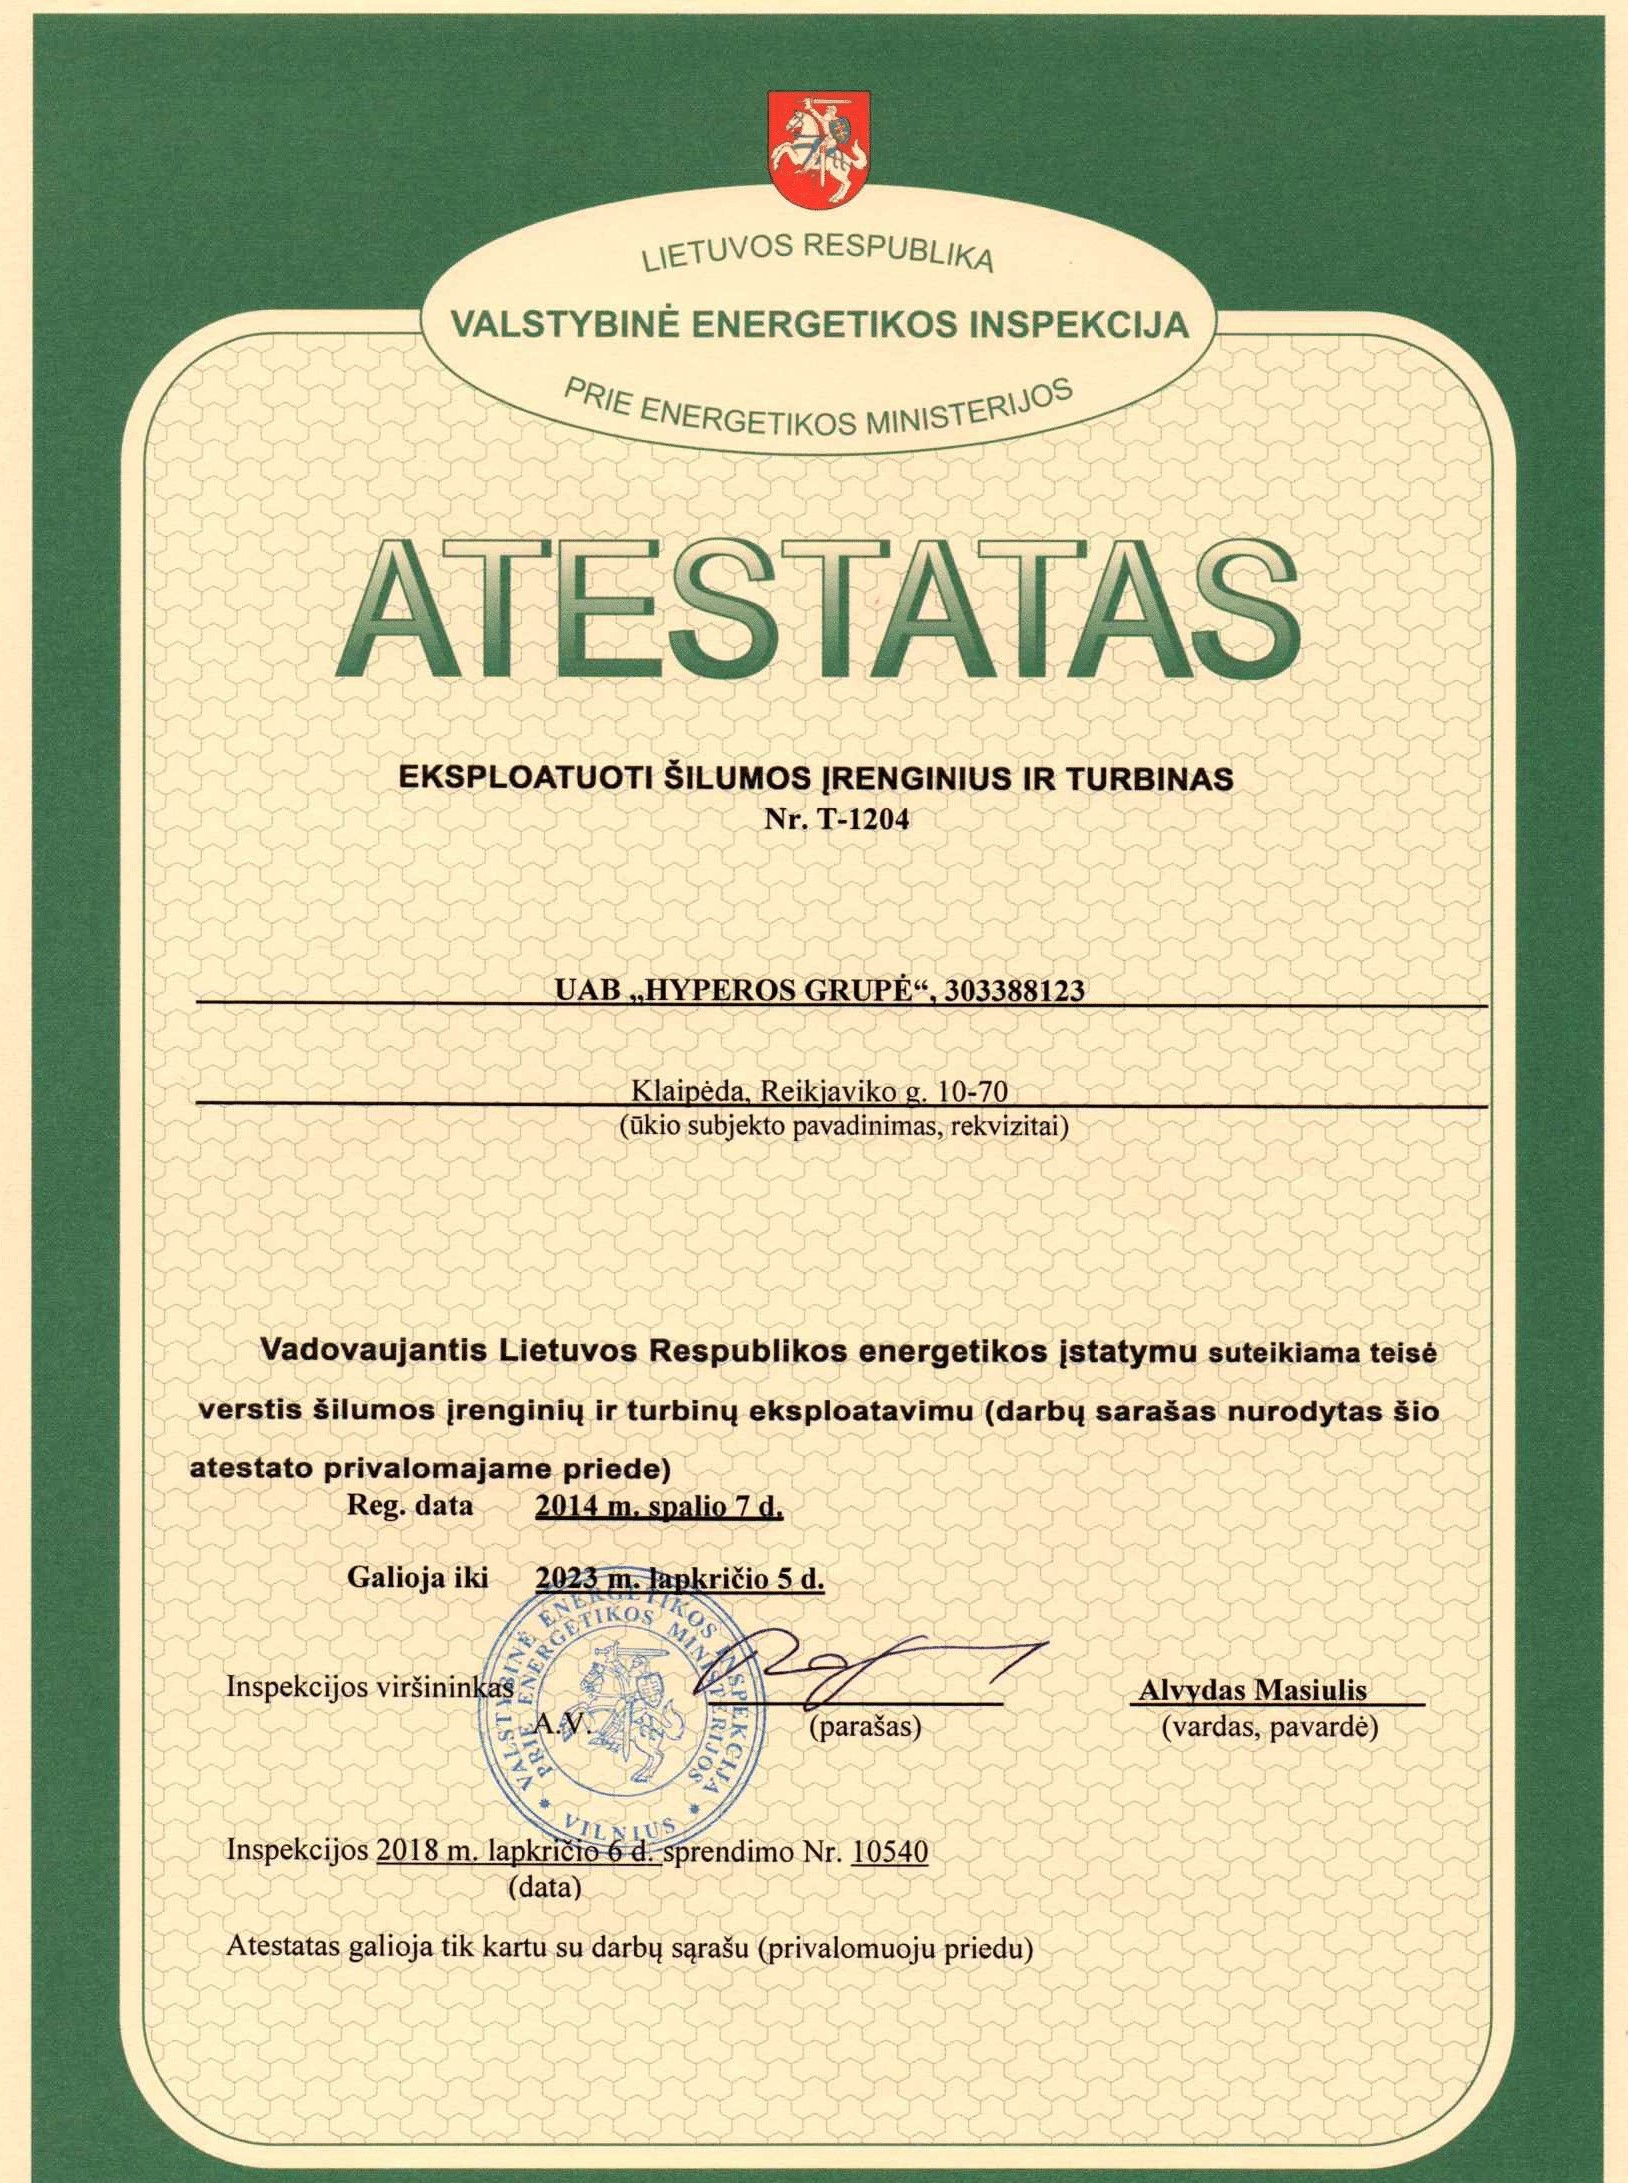 LIETUVOS RESPUBLIKA
VALSTYBINĖ ENERGETIKOS INSPEKCIJA
PRIE ENERGETIKOS MINISTERIJOS
ATESTATAS
EKSPLOATUOTI ŠILUMOS ĮRENGINIUS IR TURBINAS
Nr. T-1204
UAB „HYPEROS GRUPĖ“, 303388123
Klaipėda, Reikjaviko g. 10-70
(ūkio subjekto pavadinimas, rekvizitai)
Vadovaujantis Lietuvos Respublikos energetikos įstatymu suteikiama teisė
verstis šilumos įrenginių ir turbinų eksploatavimu (darbų sarašas nurodytas šio
atestato privalomajame priede)
Reg. data 2014 m. spalio 7 d.
Galioja iki 2023 m. lapkričio 5 d.
Inspekcijos viršininkas
Alvydas Masiulis
A.V.
(parašas)
(vardas, pavardė)
VALSTYBINĖ ENERGETIKOS INSPEKCIJA
PRIE ENERGETIKOS MINISTERIJOS
* VILNIUS *
Inspekcijos 2018 m. lapkričio 6 d. sprendimo Nr. 10540
(data)
Atestatas galioja tik kartu su darbų sąrašu (privalomuoju priedu)